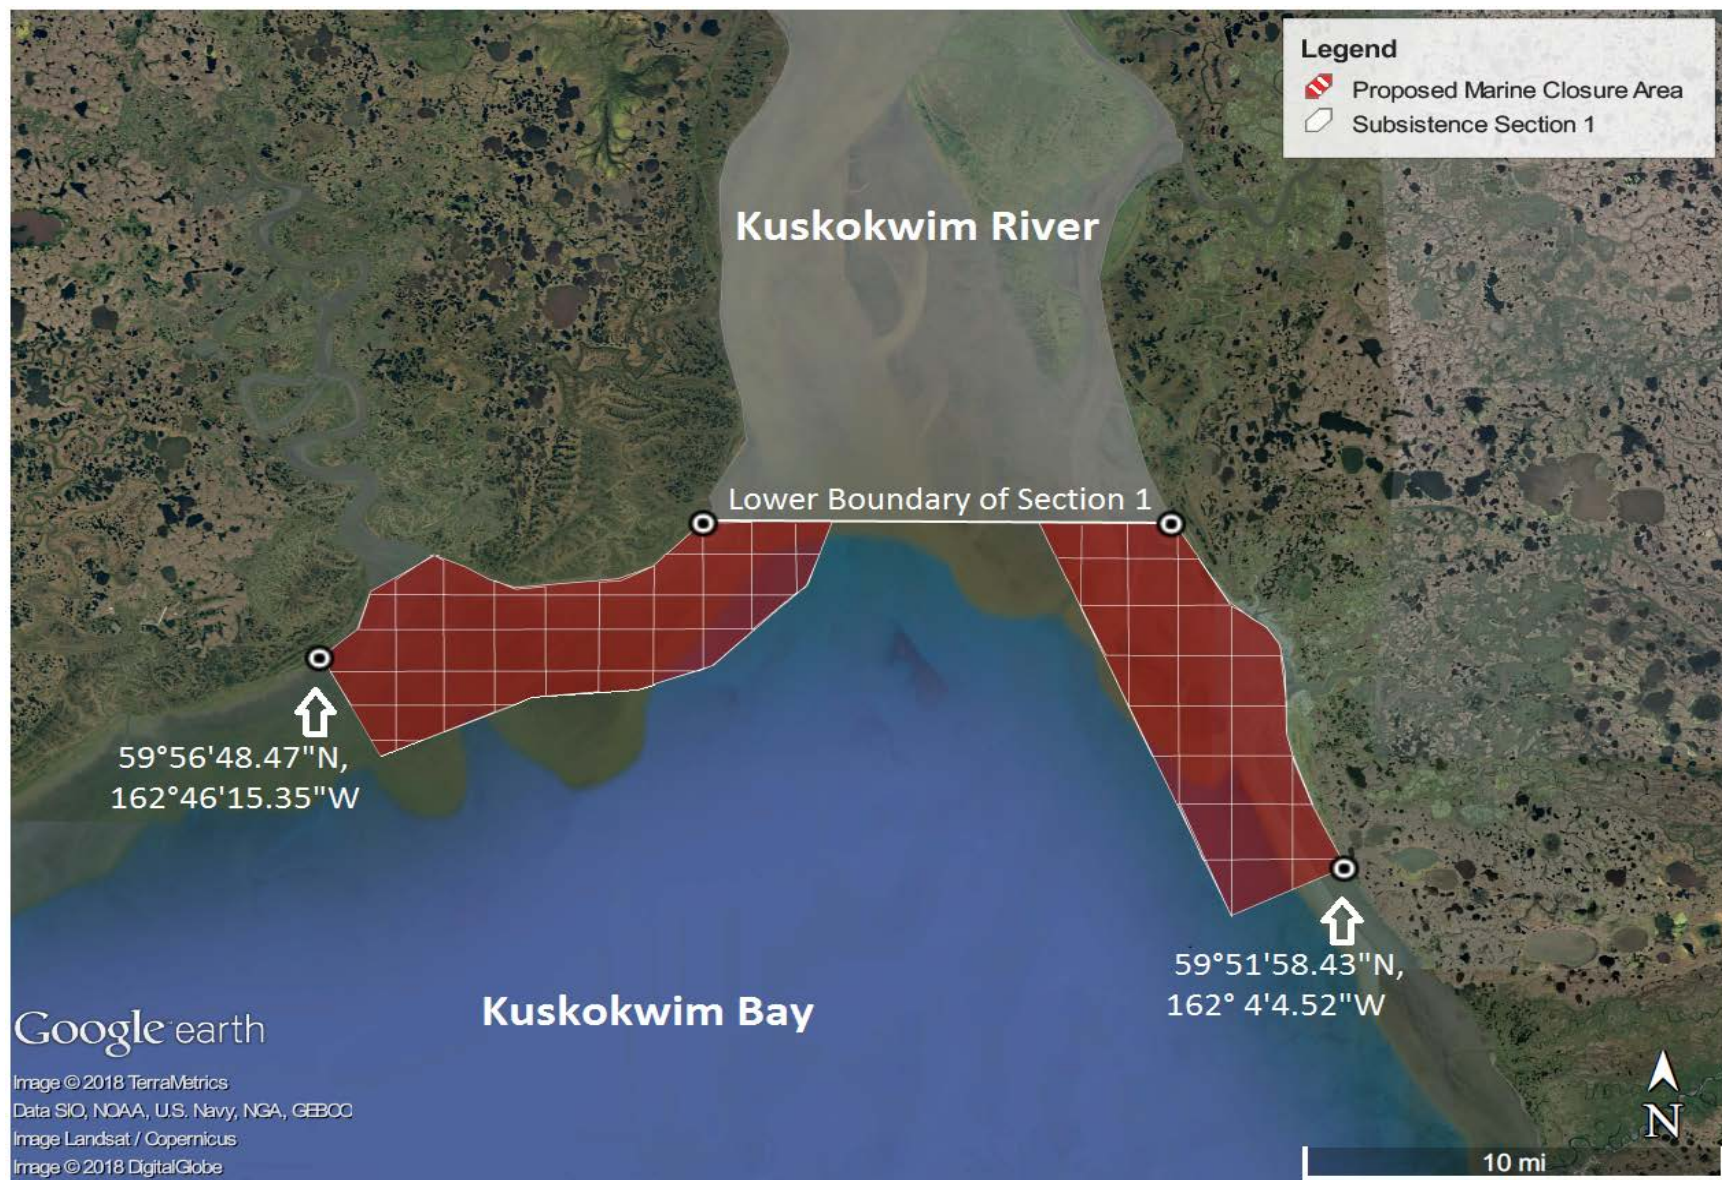 Legend
Proposed Marine Closure Area
Subsistence Section 1
Kuskokwim River
Lower Boundary of Section 1
59°56'48.47"N,
162°46'15.35"W
59°51'58.43"N,
162° 4'4.52"W
Kuskokwim Bay
Google earth
Image © 2018 TerraMetrics
Data SIO, NOAA, U.S. Navy, NGA, GEBCO
Image Landsat / Copernicus
Image © 2018 DigitalGlobe
N
10 mi